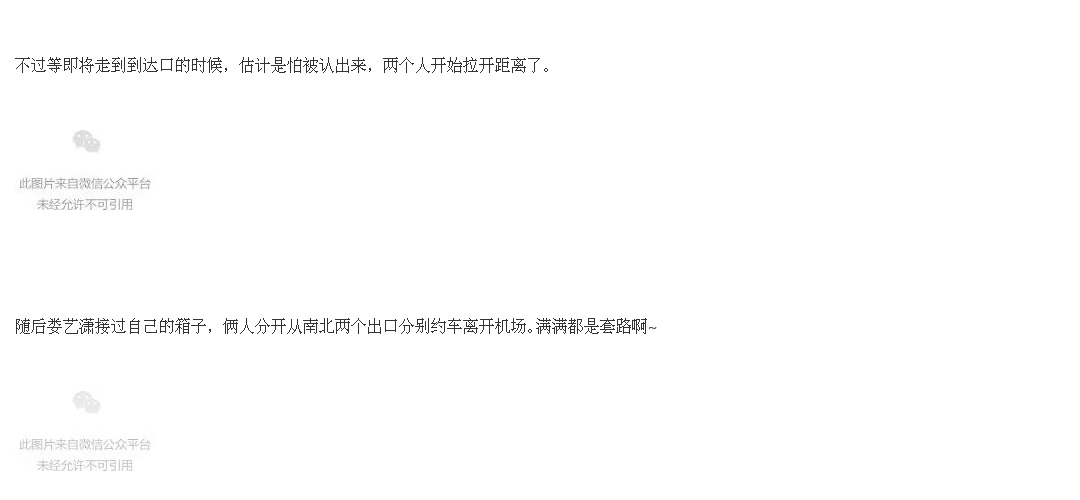 不过等即将走到到达口的时候，估计是怕被认出来，两个人开始拉开距离了。
此图片来自微信公众平台
未经允许不可引用
随后娄艺潇接过自己的箱子，俩人分开从南北两个出口分别约车离开机场。满满都是套路啊~
此图片来自微信公众平台
未经允许不可引用